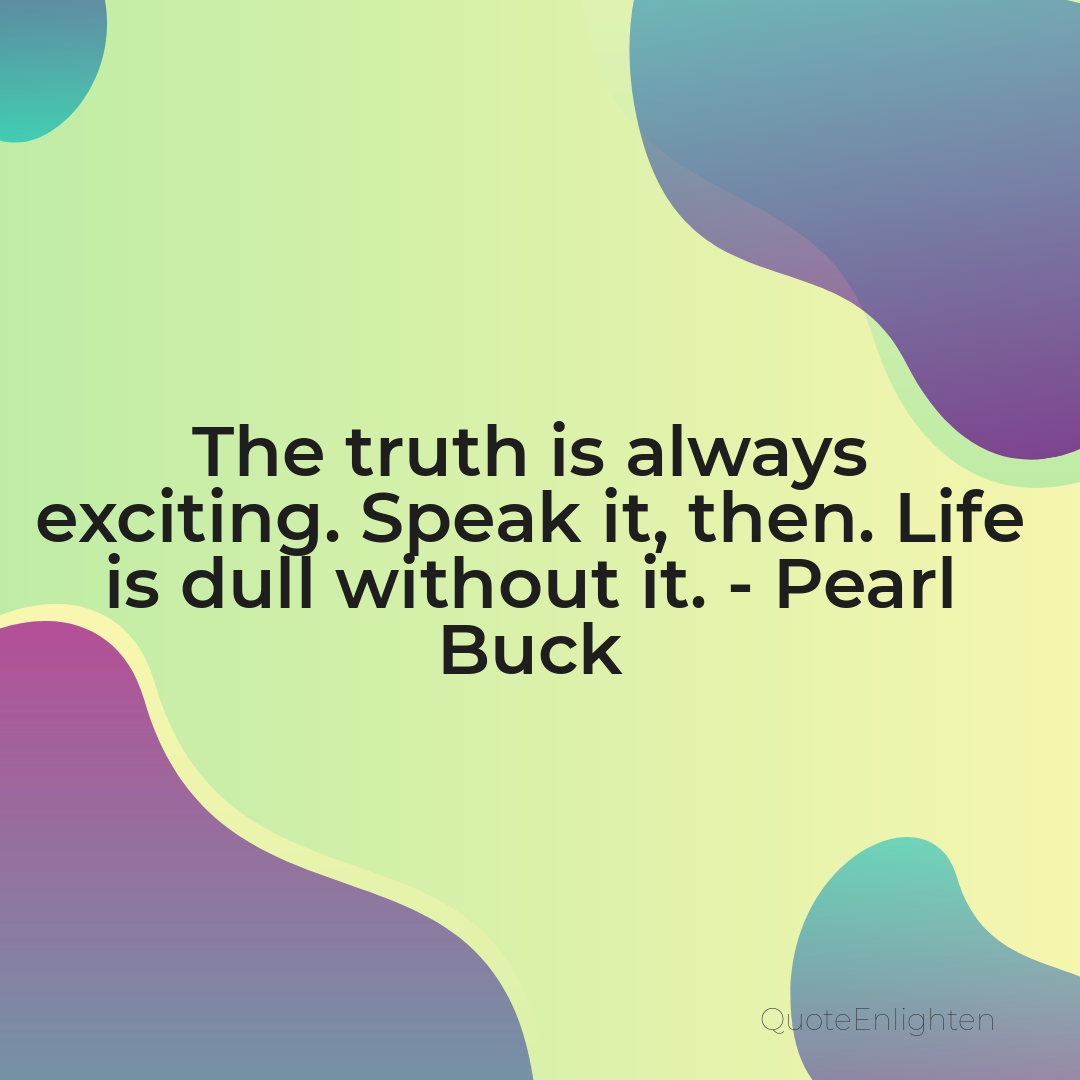 The truth is always
exciting. Speak it, then. Life
is dull without it. - Pearl
Buck
QuoteEnlighten